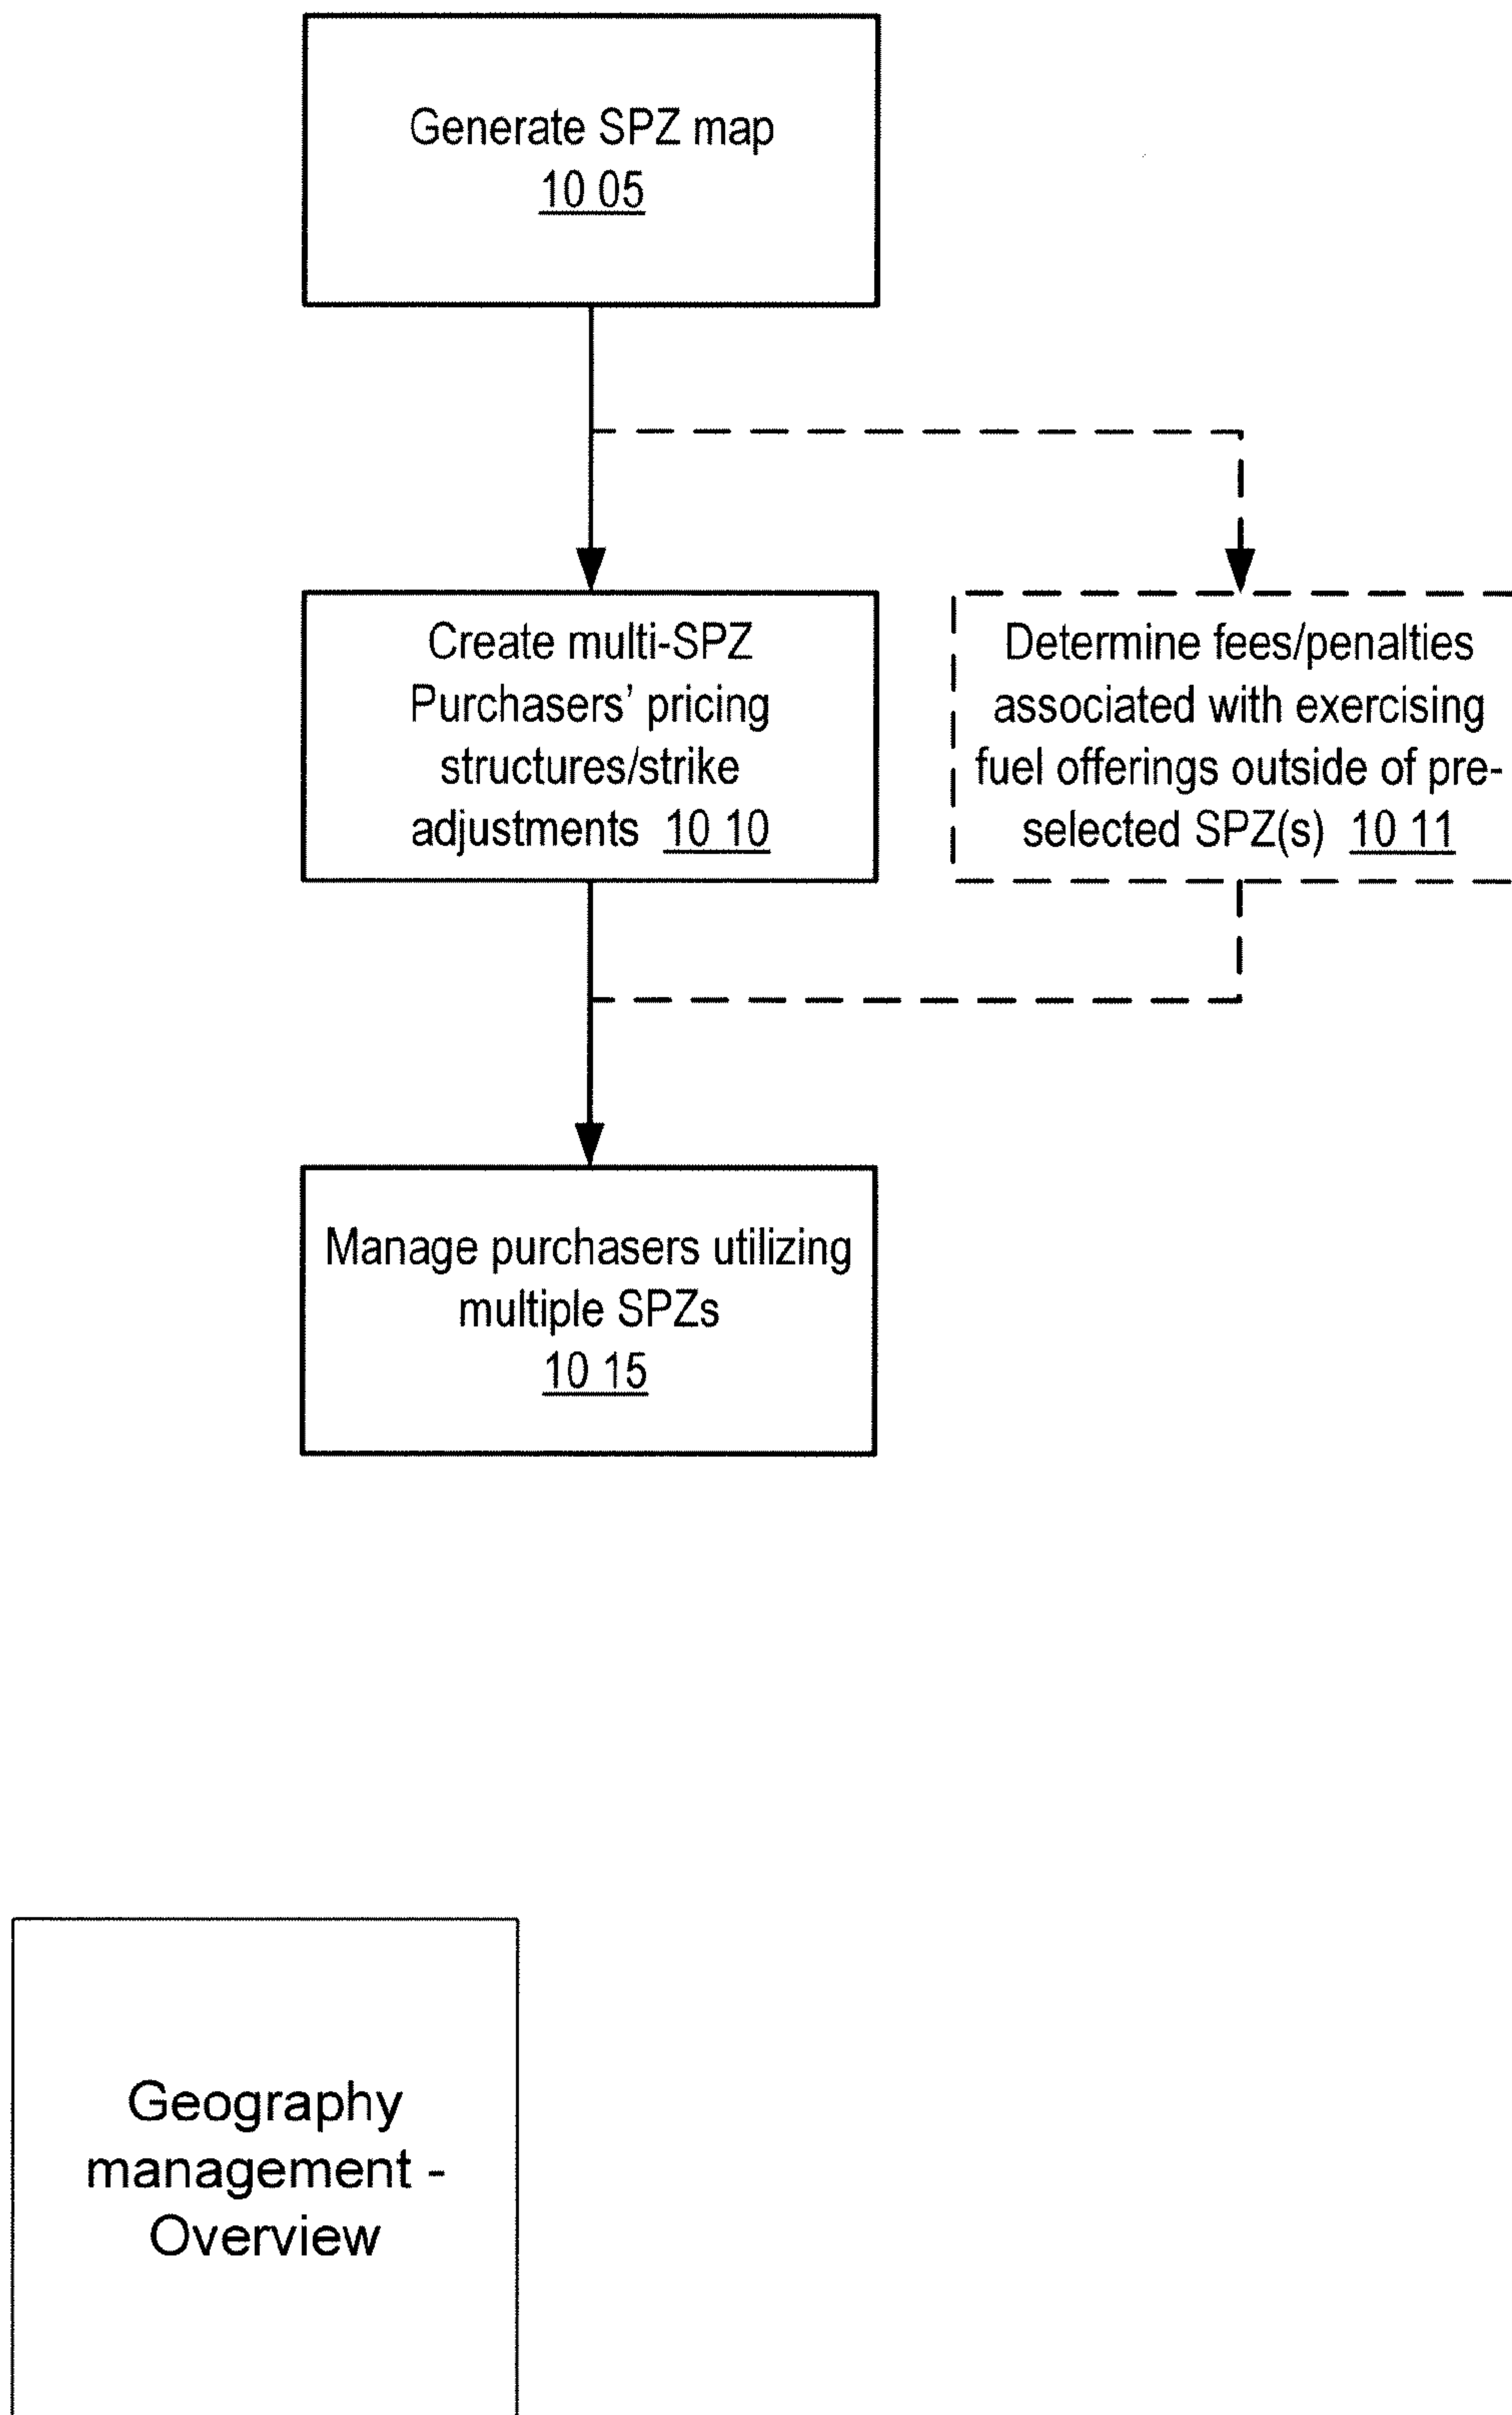 Generate SPZ map
10 05
Create multi-SPZ
Purchasers' pricing
structures/strike
adjustments 10 10
Determine fees/penalties
associated with exercising
fuel offerings outside of pre-
selected SPZ(s) 10 11
Manage purchasers utilizing
multiple SPZs
10 15
Geography
management -
Overview